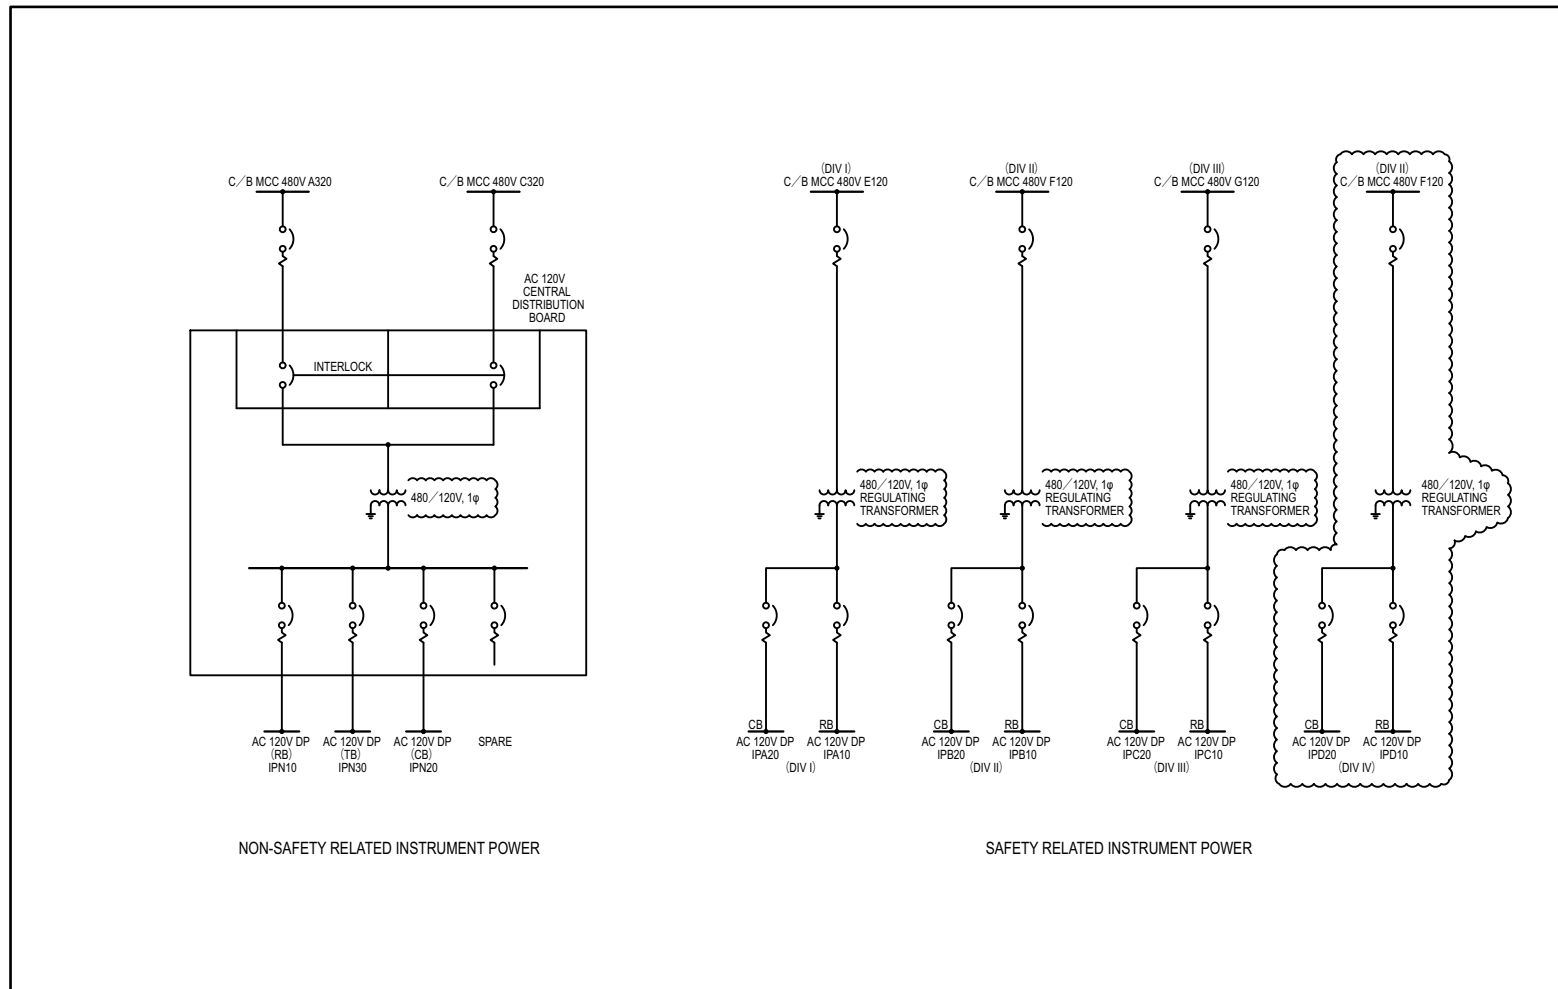 C/B MCC 480V A320
C/B MCC 480V C320
AC 120V
CENTRAL
DISTRIBUTION
BOARD
INTERLOCK
480/120V, 1φ
AC 120V DP
(RB)
IPN10
AC 120V DP
(TB)
IPN30
AC 120V DP
(CB)
IPN20
SPARE
NON-SAFETY RELATED INSTRUMENT POWER
(DIV I)
C/B MCC 480V E120
480/120V, 1φ
REGULATING
TRANSFORMER
CB
AC 120V DP
IPA20
RB
AC 120V DP
IPA10
(DIV I)
(DIV II)
C/B MCC 480V F120
480/120V, 1φ
REGULATING
TRANSFORMER
CB
AC 120V DP
IPB20
RB
AC 120V DP
IPB10
(DIV II)
(DIV III)
C/B MCC 480V G120
480/120V, 1φ
REGULATING
TRANSFORMER
CB
AC 120V DP
IPC20
RB
AC 120V DP
IPC10
(DIV III)
(DIV II)
C/B MCC 480V F120
480/120V, 1φ
REGULATING
TRANSFORMER
CB
AC 120V DP
IPD20
RB
AC 120V DP
IPD10
(DIV IV)
SAFETY RELATED INSTRUMENT POWER